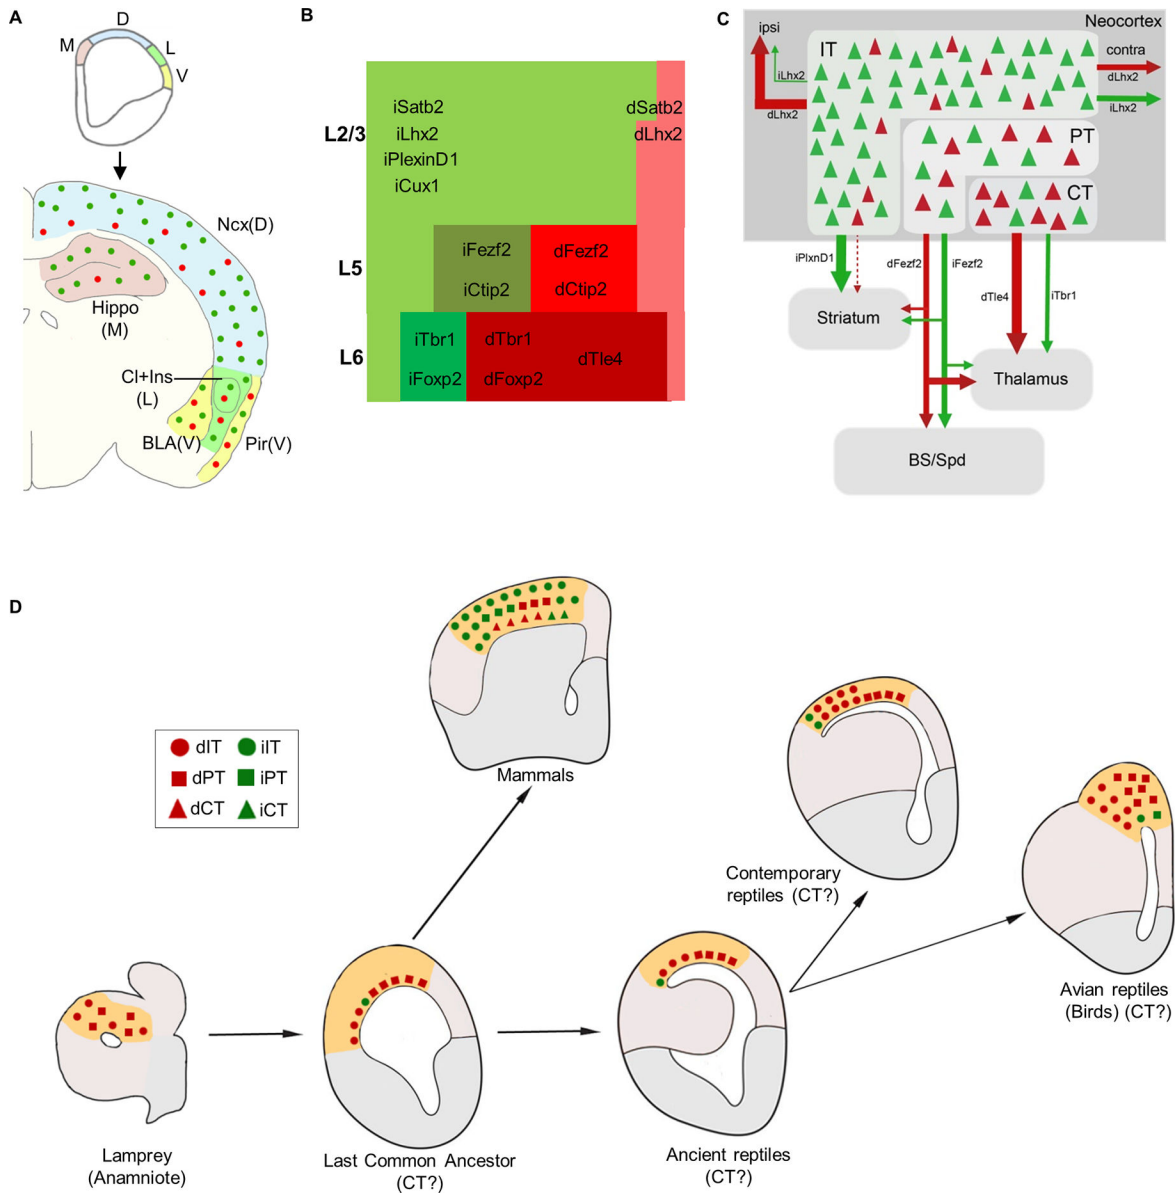 A
D
M
L
V
Ncx(D)
Hippo
(M)
Cl+Ins
(L)
BLA(V)
Pir(V)
B
iSatb2
dSatb2
L2/3
iLhx2
dLhx2
iPlexinD1
iCux1
L5
iFezf2
dFezf2
iCtip2
dCtip2
L6
iTbr1
dTbr1
dTle4
iFoxp2
dFoxp2
C
Neocortex
ipsi
IT
contra
iLhx2
dLhx2
dLhx2
iLhx2
PT
CT
iPlxnD1
dFezf2
iFezf2
dTle4
iTbr1
Striatum
Thalamus
BS/Spd
D
dIT
iIT
dPT
iPT
dCT
iCT
Mammals
Contemporary
reptiles (CT?)
Avian reptiles
(Birds) (CT?)
Lamprey
(Anamniote)
Last Common Ancestor
(CT?)
Ancient reptiles
(CT?)